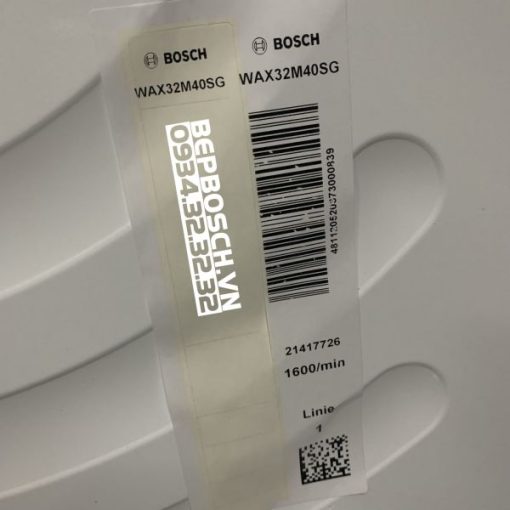 BOSCH
WAX32M40SG
BEPBOSCH.VN
0934.32.32.32
BOSCH
WAX32M40SG
21417726
1600/min
Linie
1